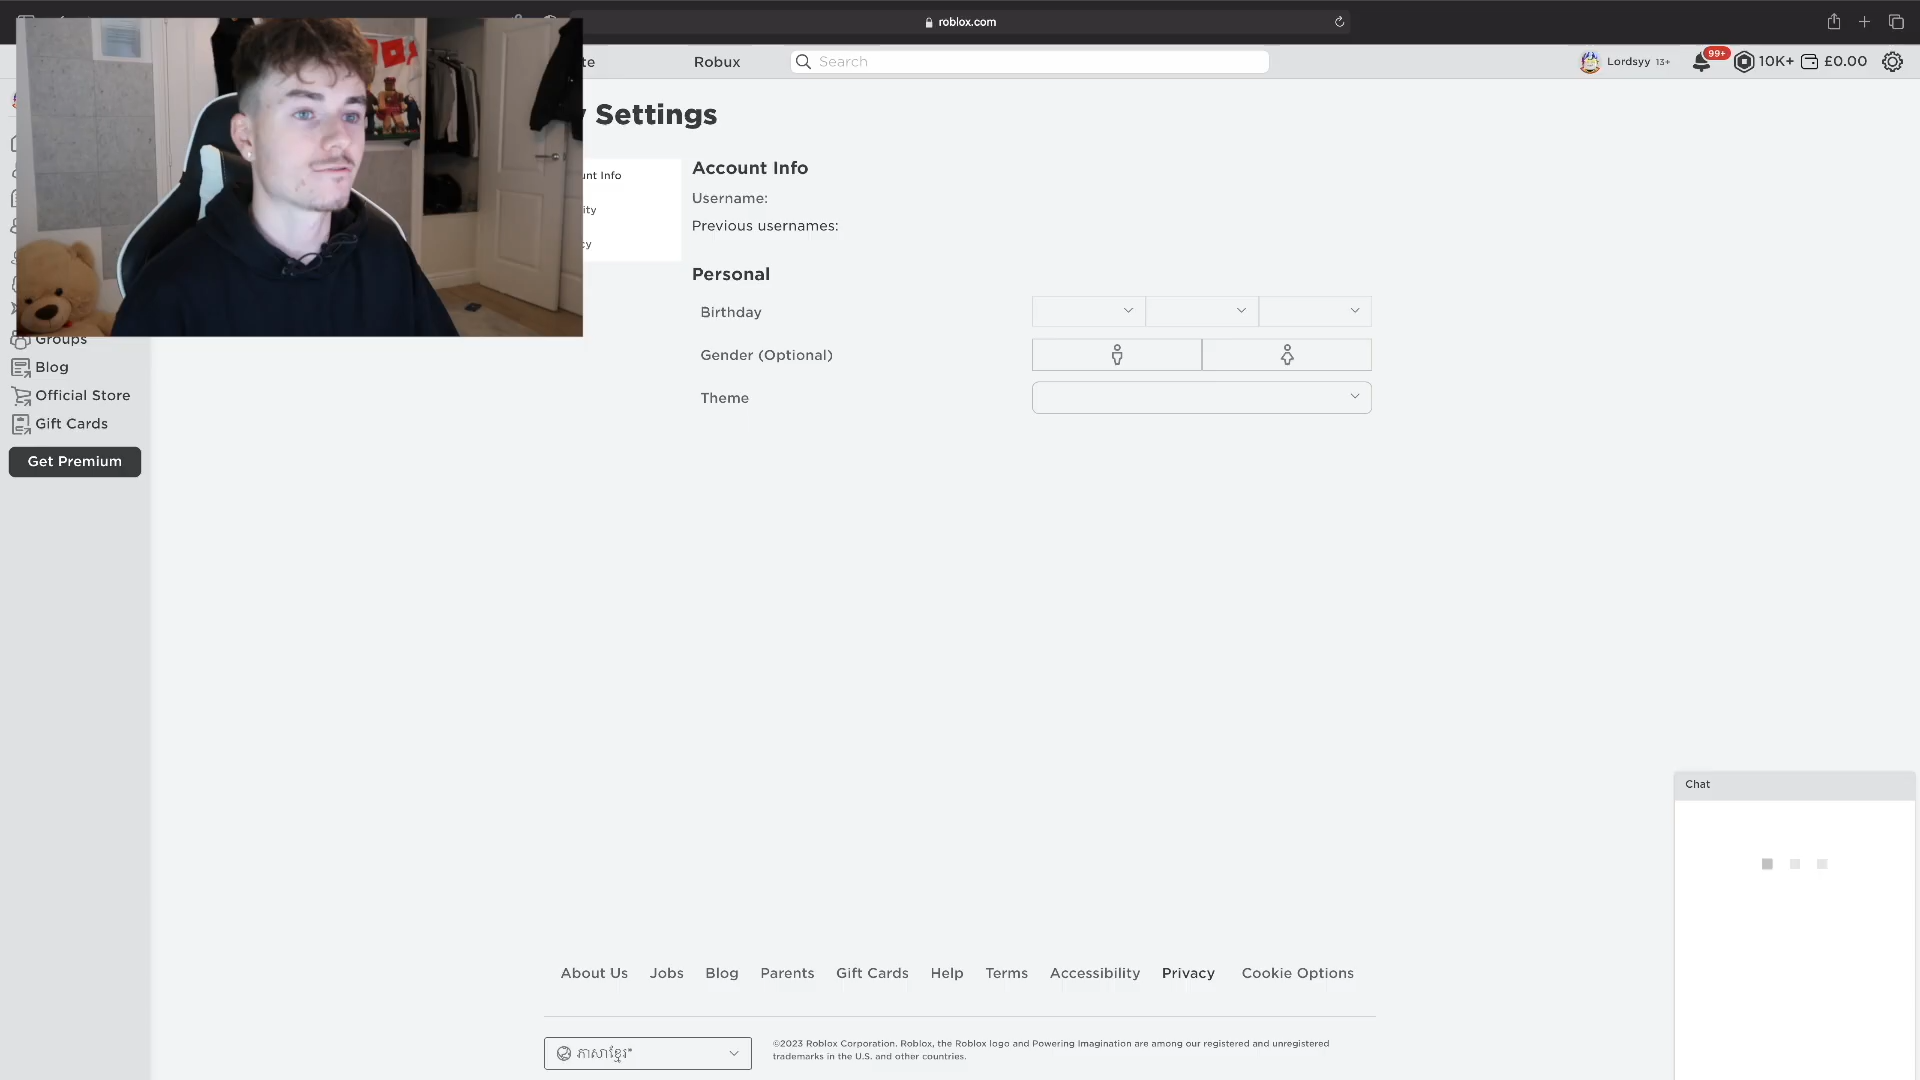 roblox.com
Robux
Search
Lordsyy 13+
99+
10K+
£0.00
Settings
Account Info
Username:
Previous usernames:
Personal
Birthday
Gender (Optional)
Theme
Groups
Blog
Official Store
Gift Cards
Get Premium
Chat
About Us Jobs Blog Parents Gift Cards Help Terms Accessibility Privacy Cookie Options
ភាសាខ្មែរ*
©2023 Roblox Corporation. Roblox, the Roblox logo and Powering Imagination are among our registered and unregistered
trademarks in the U.S. and other countries.